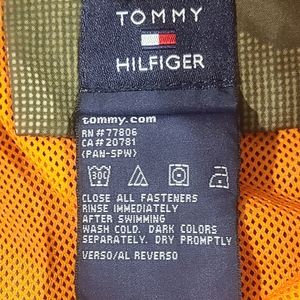 TOMMY
HILFIGER
tommy.com
RN#77806
CA#20781
(PAN-SPW)
30C
CLOSE ALL FASTENERS
RINSE IMMEDIATELY
AFTER SWIMMING
WASH COLD. DARK COLORS
SEPARATELY. DRY PROMPTLY
VERSO/AL REVERSO